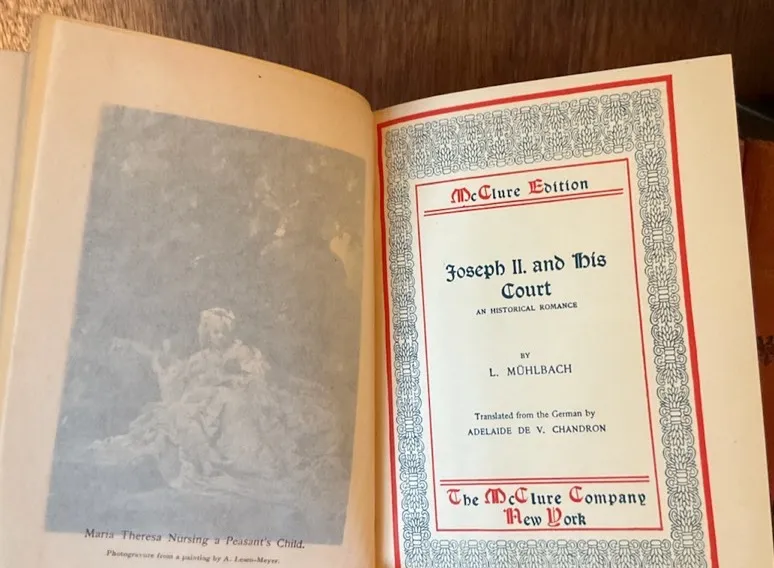 Maria Theresa Nursing a Peasant's Child.
Photogravure from a painting by A. Lesen-Meyer.
McClure Edition
Joseph II. and His
Court
AN HISTORICAL ROMANCE
BY
L. MÜHLBACH
Translated from the German by
ADELAIDE DE V. CHANDRON
The McClure Company
New York